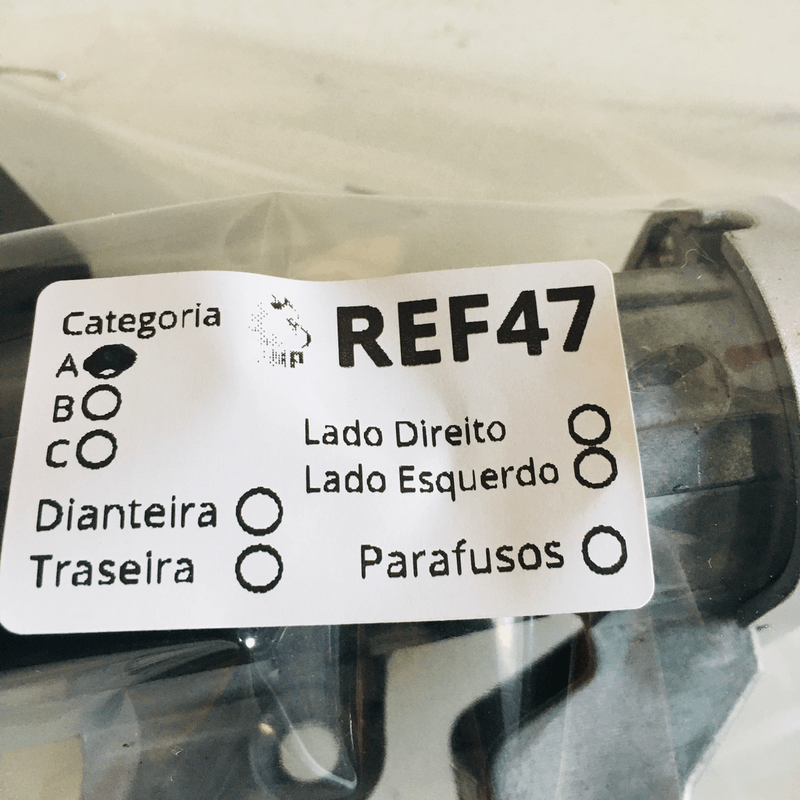 Categoria
REF47
A
B
C
Lado Direito
Lado Esquerdo
Dianteira
Traseira
Parafusos